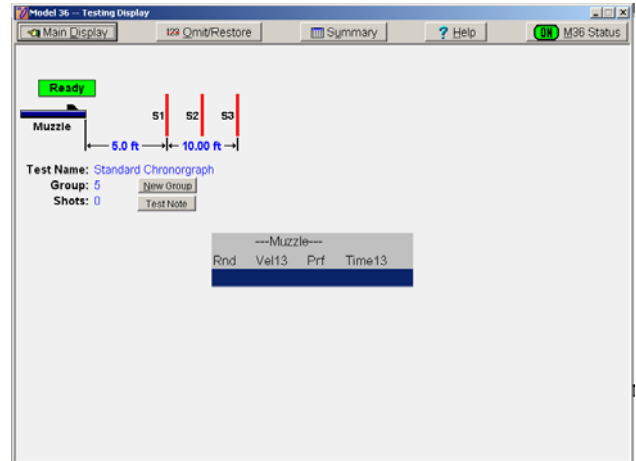 Model 36 -- Testing Display
Main Display 123 Omit/Restore Summary ? Help ON M36 Status
Ready
S1 S2 S3
Muzzle
5.0 ft 10.00 ft
Test Name: Standard Chronorgraph
Group: 5 New Group
Shots: 0 Test Note
---Muzzle---
Rnd Vel13 Prf Time13